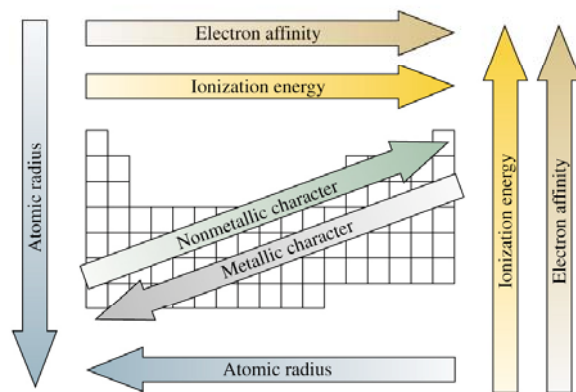 Electron affinity
Ionization energy
Atomic radius
Nonmetallic character
Metallic character
Ionization energy
Electron affinity
Atomic radius